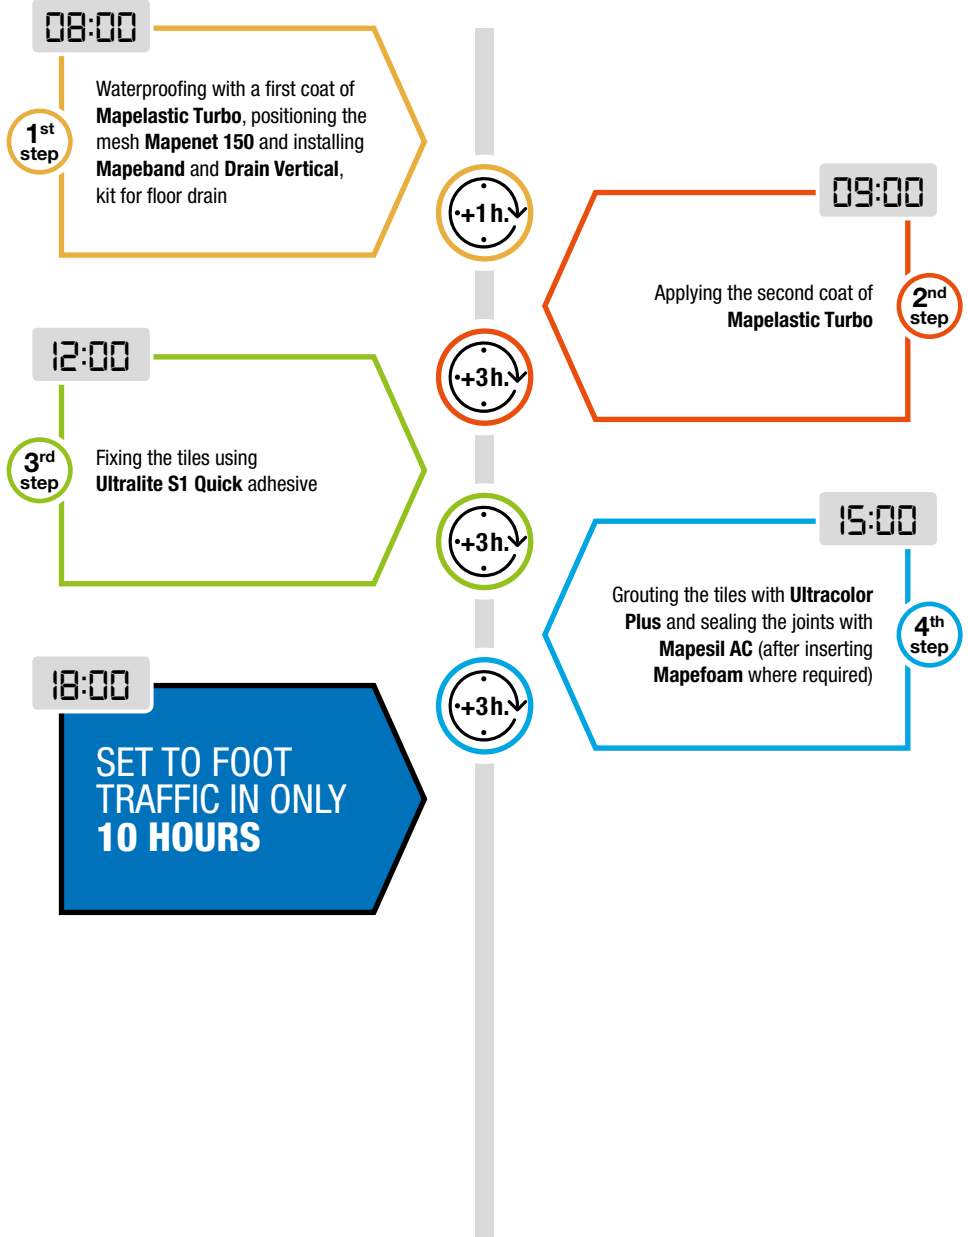 08:00
1st
step
Waterproofing with a first coat of
Mapelastic Turbo, positioning the
mesh Mapenet 150 and installing
Mapeband and Drain Vertical,
kit for floor drain
+1h.
09:00
2nd
step
Applying the second coat of
Mapelastic Turbo
+3h.
12:00
3rd
step
Fixing the tiles using
Ultralite S1 Quick adhesive
+3h.
15:00
4th
step
Grouting the tiles with Ultracolor
Plus and sealing the joints with
Mapesil AC (after inserting
Mapefoam where required)
+3h.
18:00
SET TO FOOT
TRAFFIC IN ONLY
10 HOURS